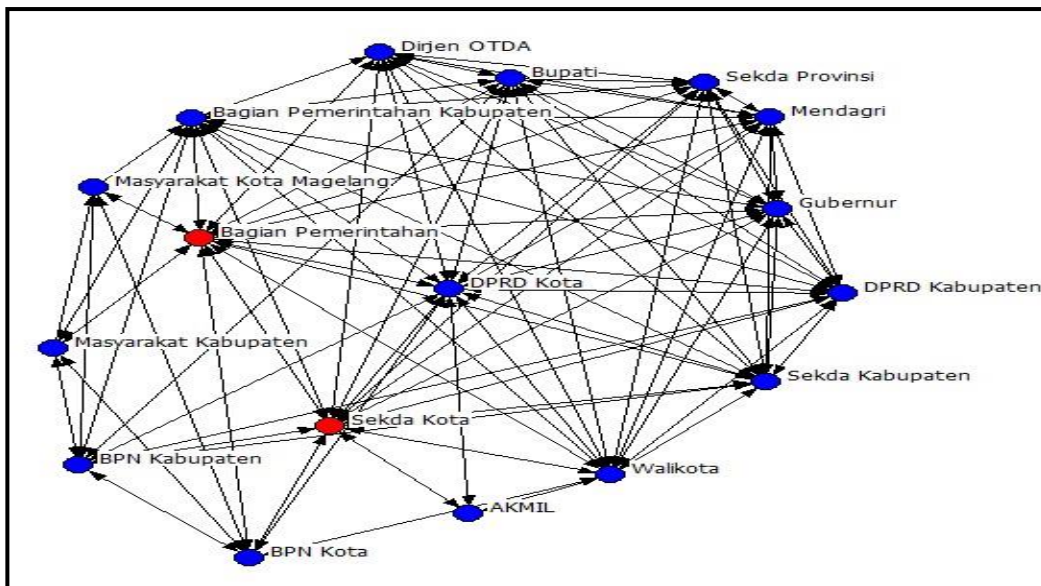 Dirjen OTDA
Bupati
Sekda Provinsi
Bagian Pemerintahan Kabupaten
Mendagri
Masyarakat Kota Magelang
Gubernur
Bagian Pemerintahan
DPRD Kota
DPRD Kabupaten
Masyarakat Kabupaten
Sekda Kabupaten
Sekda Kota
BPN Kabupaten
Walikota
AKMIL
BPN Kota